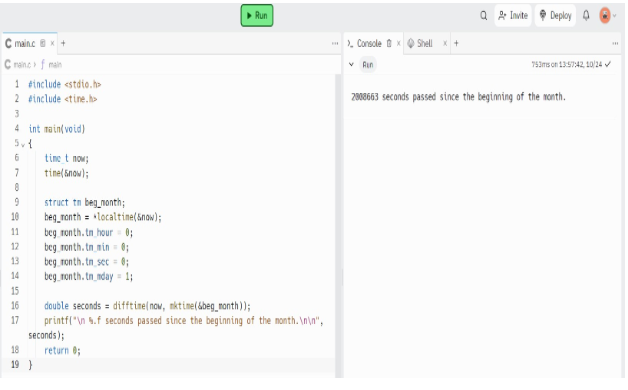 Run
Invite
Deploy
main.c
main.c › f main
1 #include <stdio.h>
2 #include <time.h>
3
4 int main(void)
5 {
6 time_t now;
7 time(&now);
8
9 struct tm beg_month;
10 beg_month = *localtime(&now);
11 beg_month.tm_hour = 0;
12 beg_month.tm_min = 0;
13 beg_month.tm_sec = 0;
14 beg_month.tm_mday = 1;
15
16 double seconds = difftime(now, mktime(&beg_month));
17 printf("\n %.f seconds passed since the beginning of the month.\n\n",
seconds);
18 return 0;
19 }
Console
Shell
Run
753ms on 13:57:42, 10/24
2008663 seconds passed since the beginning of the month.